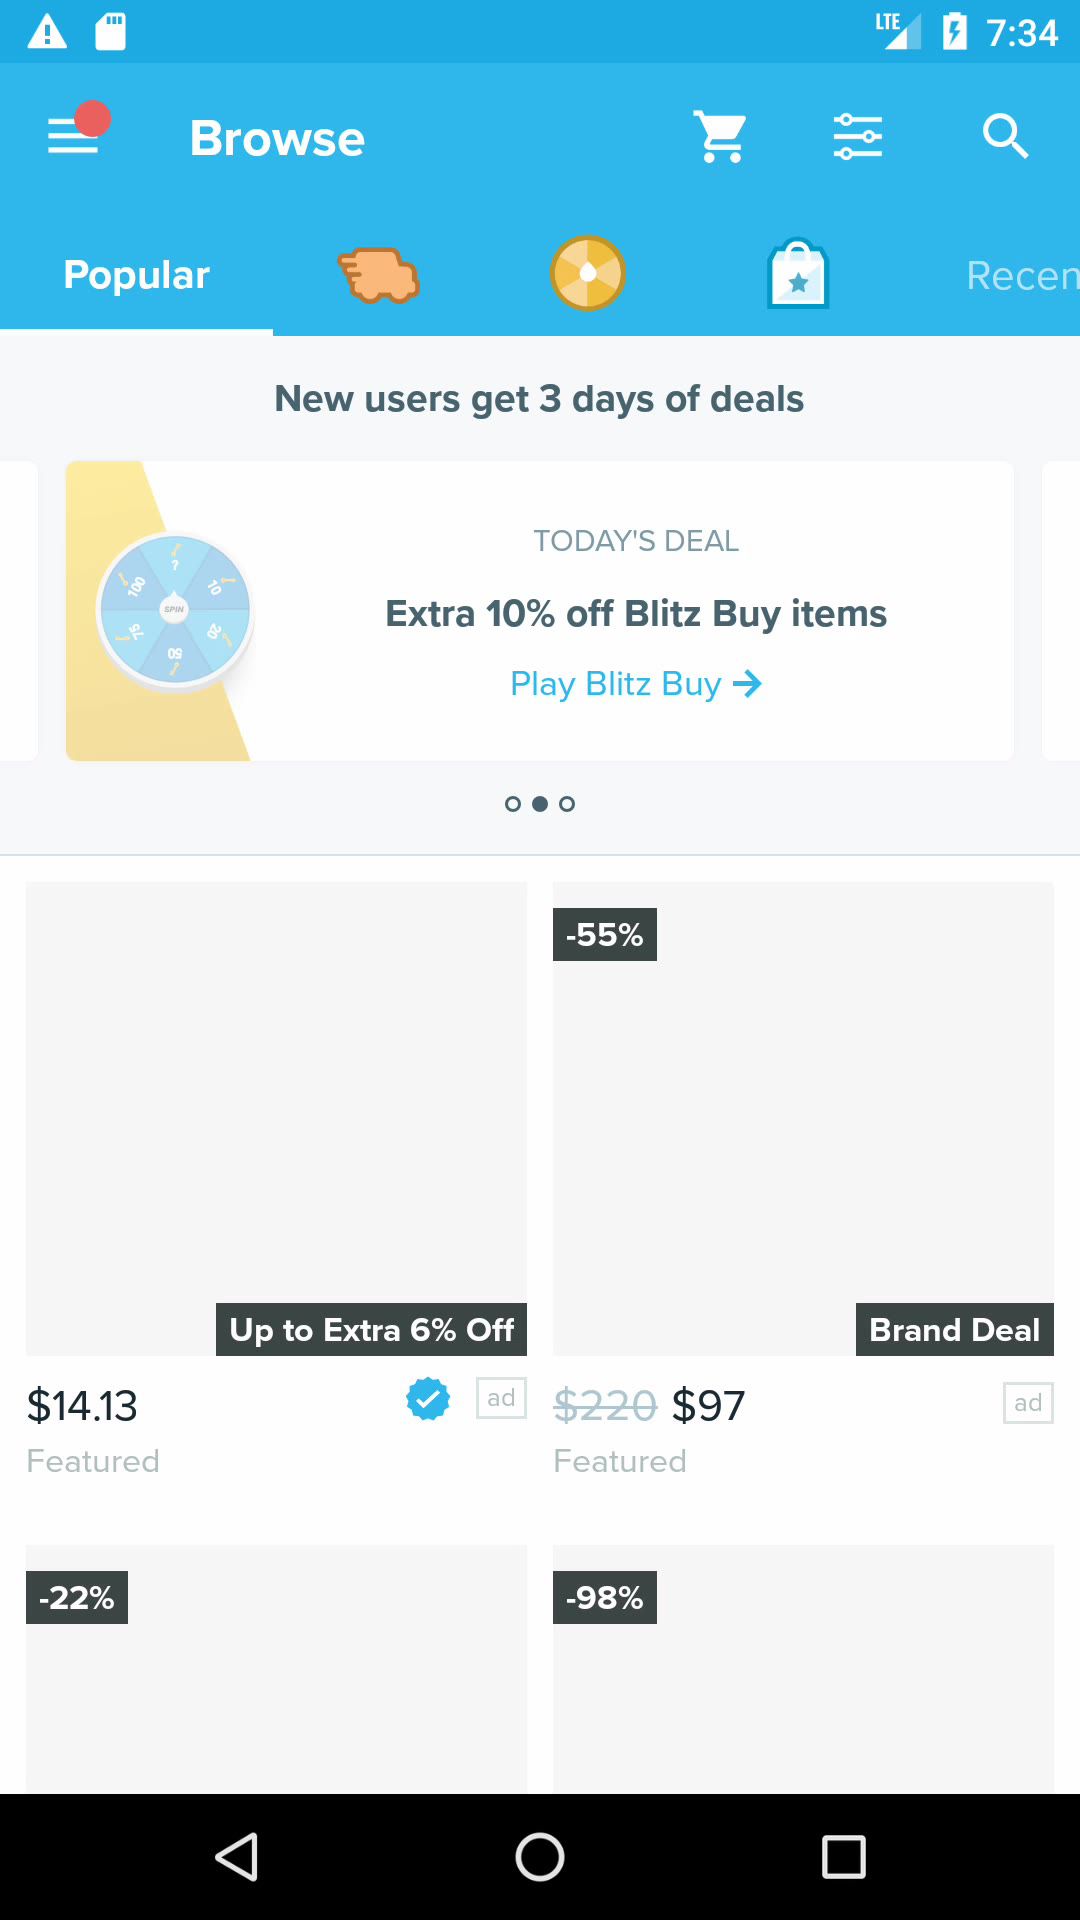 LTE 7:34
Browse
Popular Recen
New users get 3 days of deals
TODAY'S DEAL
Extra 10% off Blitz Buy items
Play Blitz Buy
?
10
20
50
75
100
SPIN
-55%
Up to Extra 6% Off
Brand Deal
$14.13 ad
$220 $97 ad
Featured
Featured
-22%
-98%